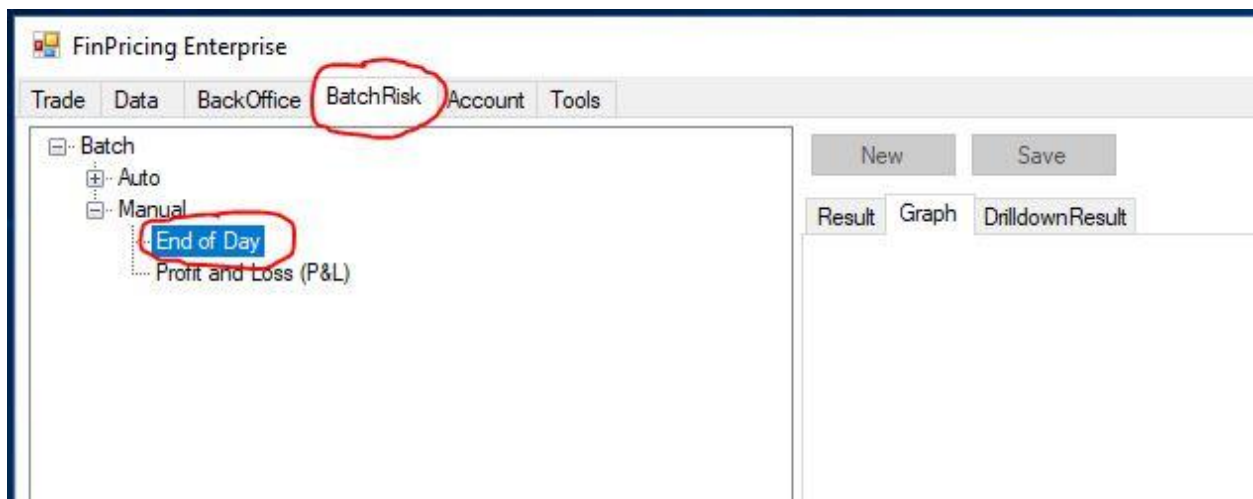 FinPricing Enterprise
Trade Data BackOffice BatchRisk Account Tools
Batch
Auto
Manual
End of Day
Profit and Loss (P&L)
New Save
Result Graph DrilldownResult